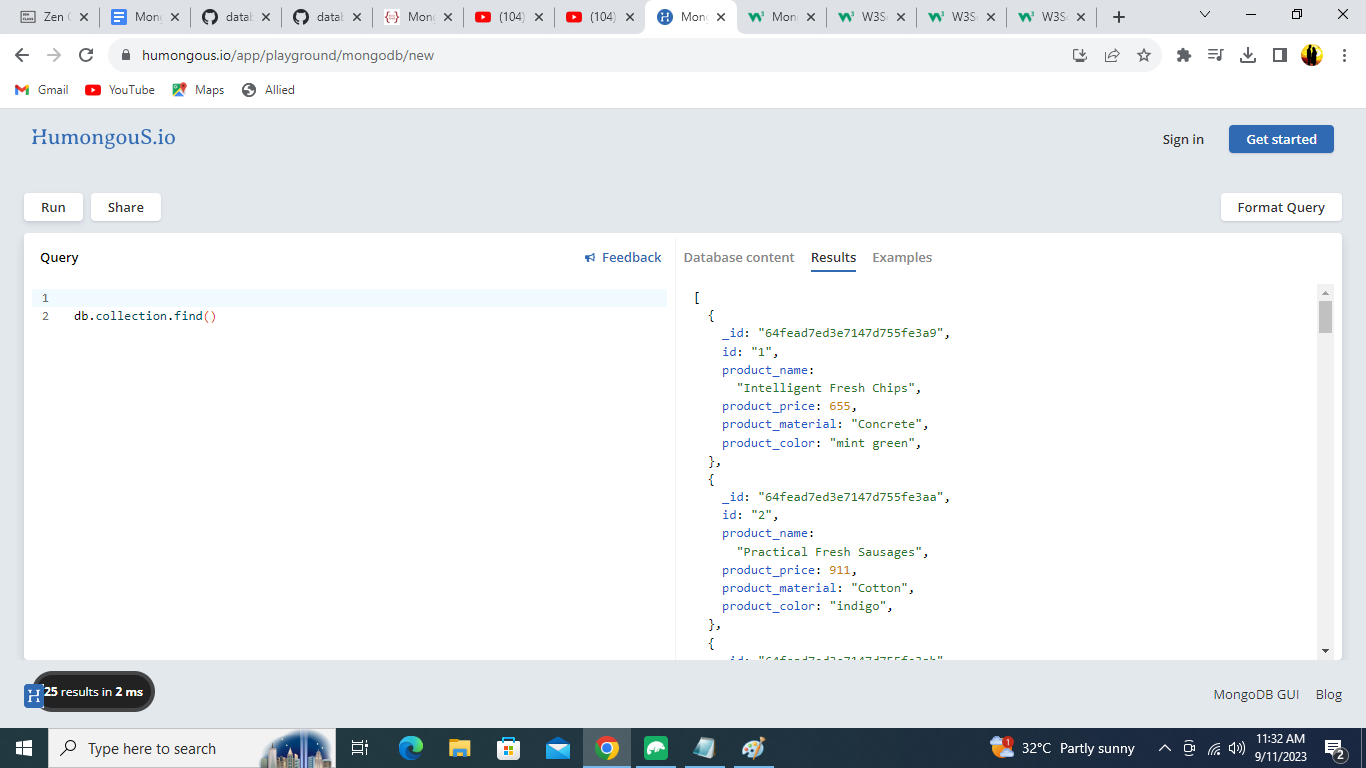 Zen
Mon
datab
datab
Mon
(104)
(104)
Mon
Mon
W3S
W3S
W3S
humongous.io/app/playground/mongodb/new
Gmail YouTube Maps Allied
HumongouS.io
Sign in Get started
Run Share Format Query
Query Feedback Database content Results Examples
1
2 db.collection.find()
[
{
_id: "64fead7ed3e7147d755fe3a9",
id: "1",
product_name:
"Intelligent Fresh Chips",
product_price: 655,
product_material: "Concrete",
product_color: "mint green",
},
{
_id: "64fead7ed3e7147d755fe3aa",
id: "2",
product_name:
"Practical Fresh Sausages",
product_price: 911,
product_material: "Cotton",
product_color: "indigo",
},
{
H 25 results in 2 ms
MongoDB GUI Blog
Type here to search
1 32°C Partly sunny
11:32 AM
9/11/2023
2